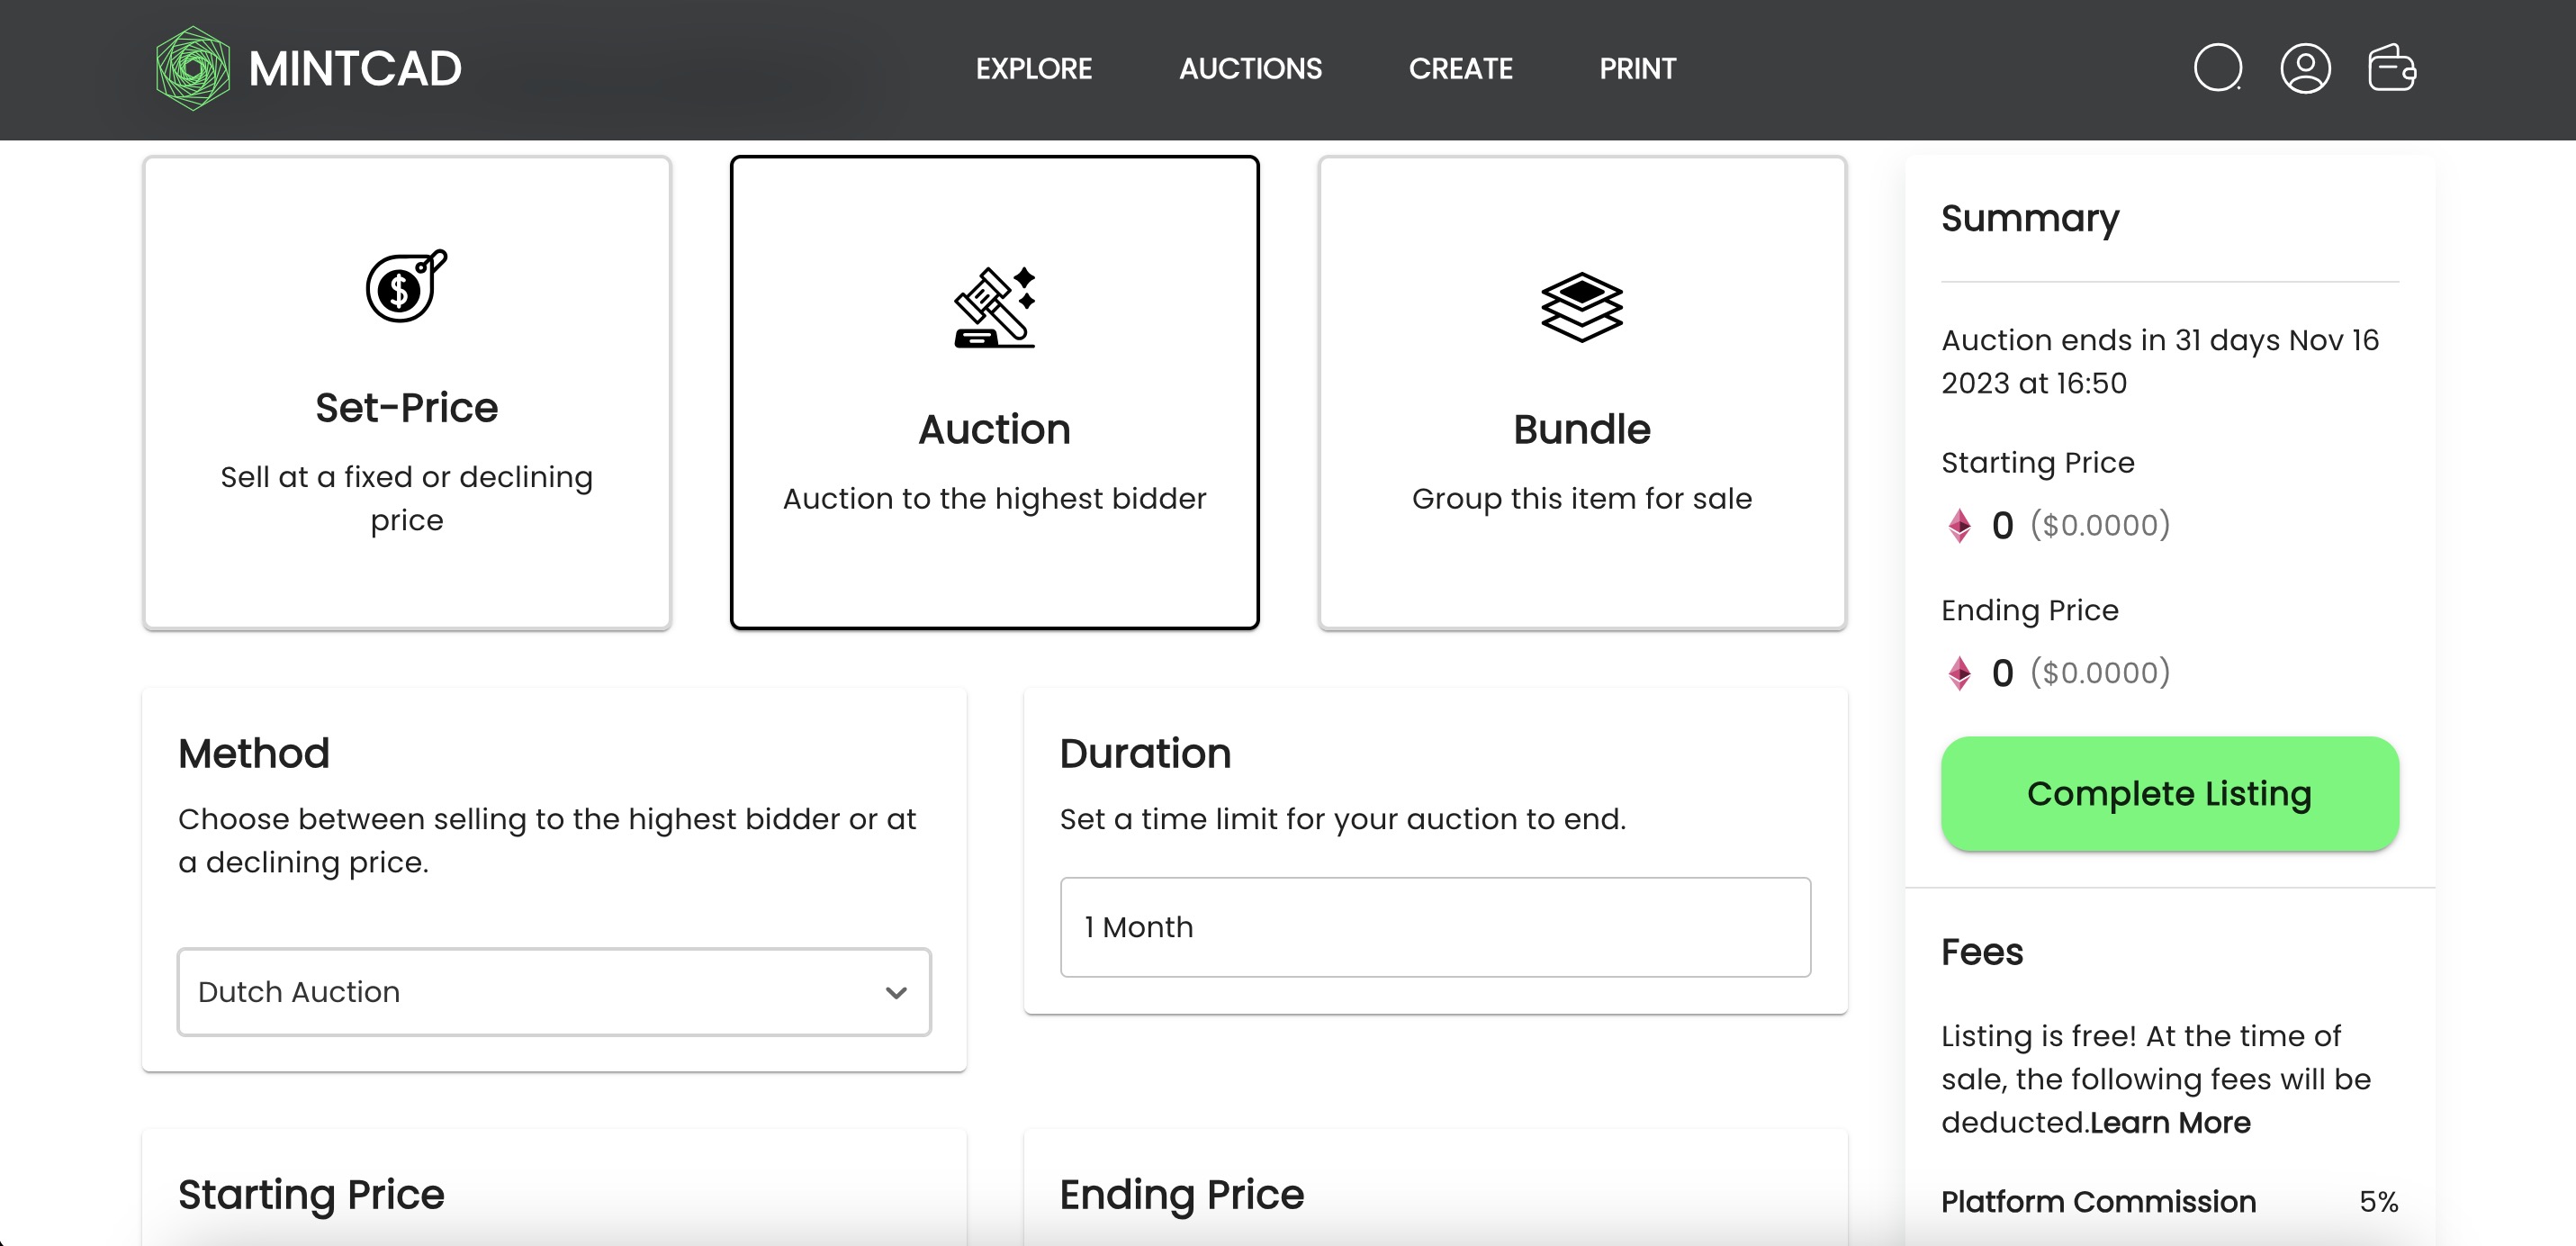 MINTCAD
EXPLORE
AUCTIONS
CREATE
PRINT
Set-Price
Sell at a fixed or declining
price
Auction
Auction to the highest bidder
Bundle
Group this item for sale
Method
Choose between selling to the highest bidder or at
a declining price.
Dutch Auction
Duration
Set a time limit for your auction to end.
1 Month
Starting Price
Ending Price
Summary
Auction ends in 31 days Nov 16
2023 at 16:50
Starting Price
0 ($0.0000)
Ending Price
0 ($0.0000)
Complete Listing
Fees
Listing is free! At the time of
sale, the following fees will be
deducted.Learn More
Platform Commission 5%